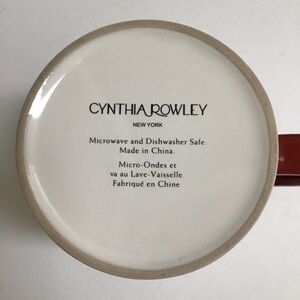 CYNTHIA ROWLEY
NEW YORK
Microwave and Dishwasher Safe.
Made in China.
Micro-Ondes et
va au Lave-Vaisselle.
Fabriqué en Chine